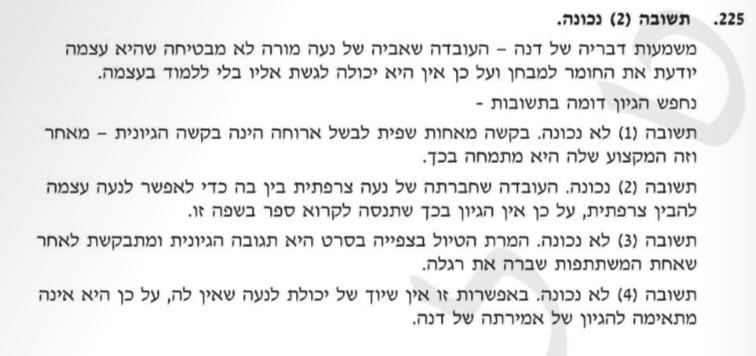 225. תשובה (2) נכונה.
משמעות דבריה של דנה – העובדה שאביה של נעה מורה לא מבטיחה שהיא עצמה
יודעת את החומר למבחן ועל כן אין היא יכולה לגשת אליו בלי ללמוד בעצמה.
נחפש הגיון דומה בתשובות -
תשובה (1) לא נכונה. בקשה מאחות שפית לבשל ארוחה הינה בקשה הגיונית – מאחר
וזה המקצוע שלה היא מתמחה בכך.
תשובה (2) נכונה. העובדה שחברתה של נעה צרפתית בין בה כדי לאפשר לנעה עצמה
להבין צרפתית, על כן אין הגיון בכך שתנסה לקרוא ספר בשפה זו.
תשובה (3) לא נכונה. המרת הטיול בצפייה בסרט היא תגובה הגיונית ומתבקשת לאחר
שאחת המשתתפות שברה את רגלה.
תשובה (4) לא נכונה. באפשרות זו אין שיוך של יכולת לנעה שאין לה, על כן היא אינה
מתאימה להגיון של אמירתה של דנה.